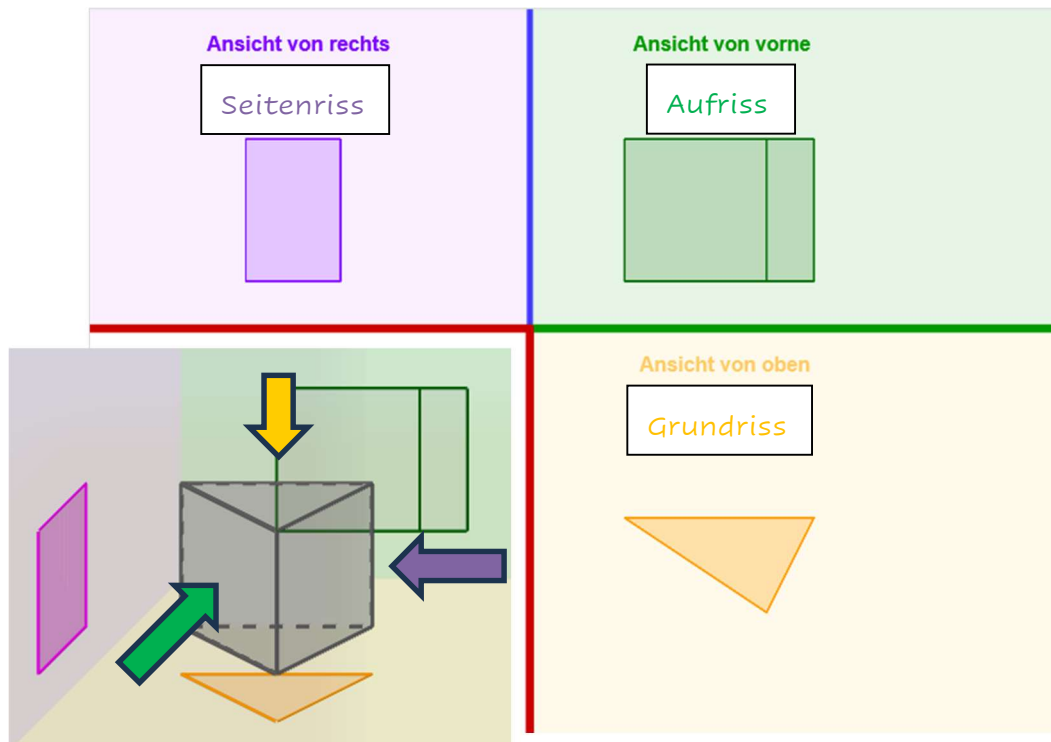 Ansicht von rechts
Seitenriss
Ansicht von vorne
Aufriss
Ansicht von oben
Grundriss